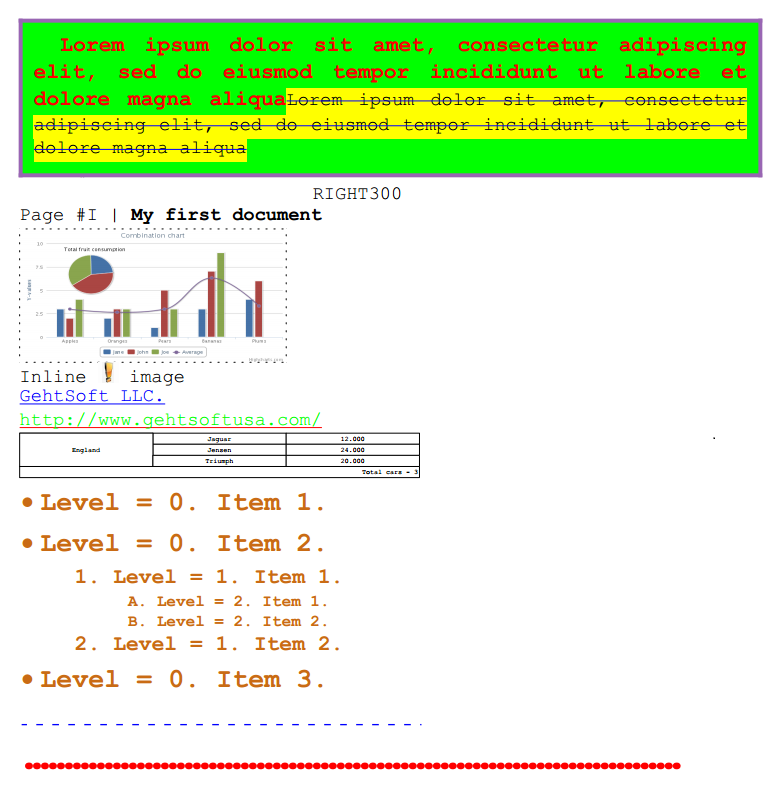 Lorem ipsum dolor sit amet, consectetur adipiscing
elit, sed do eiusmod tempor incididunt ut labore et
dolore magna aliquaLorem ipsum dolor sit amet, consectetur
adipiscing elit, sed do eiusmod tempor incididunt ut labore et
dolore magna aliqua
RIGHT300
Page #I | My first document
Combination chart
Total fruit consumption
10
7.5
5
2.5
0
Apples Oranges Pears Bananas Plums
Jane John Joe Average
Inline image
GehtSoft LLC.
http://www.gehtsoftusa.com/
England Jaguar 12.000
Jensen 24.000
Triumph 20.000
Total cars - 3
• Level = 0. Item 1.
• Level = 0. Item 2.
1. Level = 1. Item 1.
A. Level = 2. Item 1.
B. Level = 2. Item 2.
2. Level = 1. Item 2.
• Level = 0. Item 3.